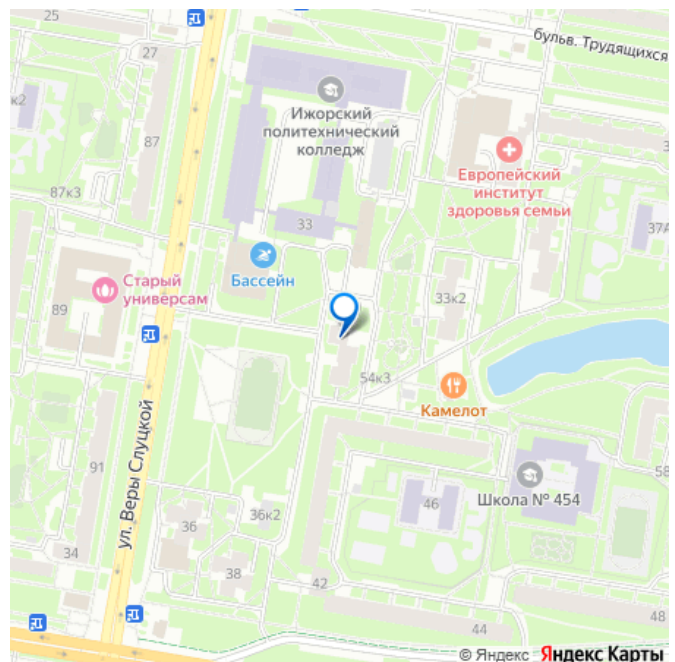 25
бульв. Трудящихся
27
к2
Ижорский
политехнический
колледж
87
Европейский
институт
здоровья семьи
3
87к3
33
37А
Бассейн
Старый
универсам
89
33к2
54к3
Камелот
ул. Веры Слуцкой
91
Школа № 454
58
46
36к2
36
34
38
42
44
48
© Яндекс Яндекс Карты